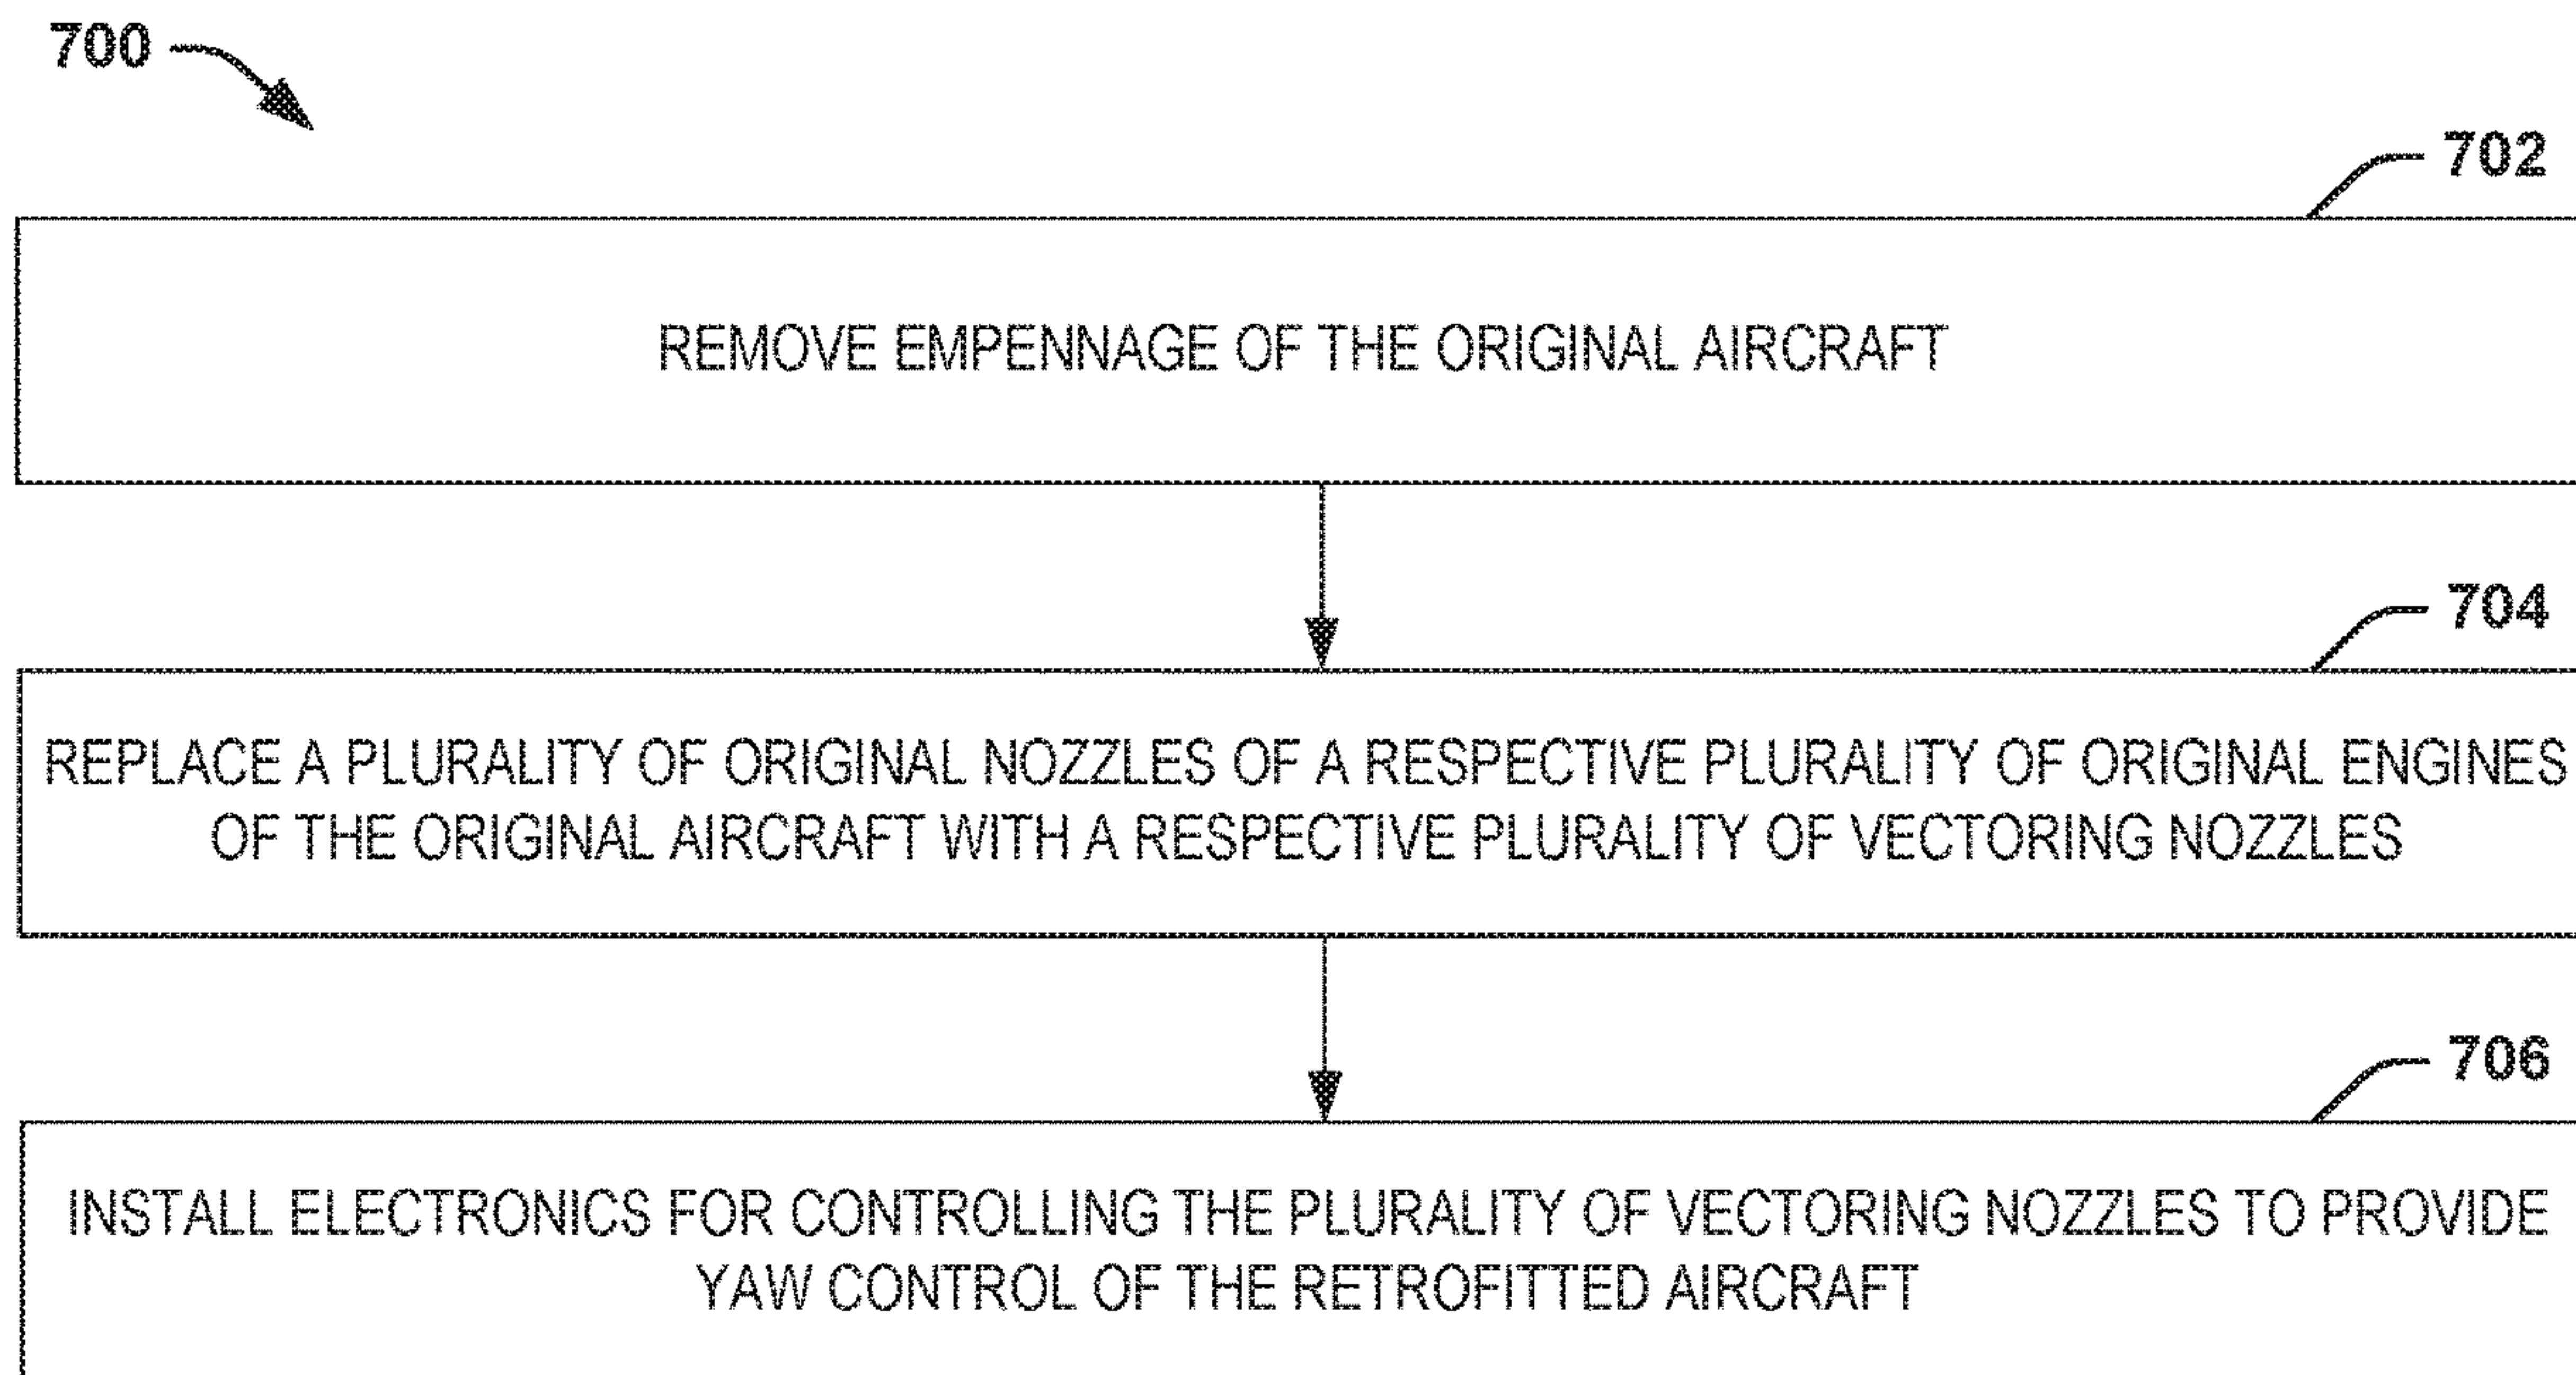 700
702
REMOVE EMPENNAGE OF THE ORIGINAL AIRCRAFT
704
REPLACE A PLURALITY OF ORIGINAL NOZZLES OF A RESPECTIVE PLURALITY OF ORIGINAL ENGINES
OF THE ORIGINAL AIRCRAFT WITH A RESPECTIVE PLURALITY OF VECTORING NOZZLES
706
INSTALL ELECTRONICS FOR CONTROLLING THE PLURALITY OF VECTORING NOZZLES TO PROVIDE
YAW CONTROL OF THE RETROFITTED AIRCRAFT